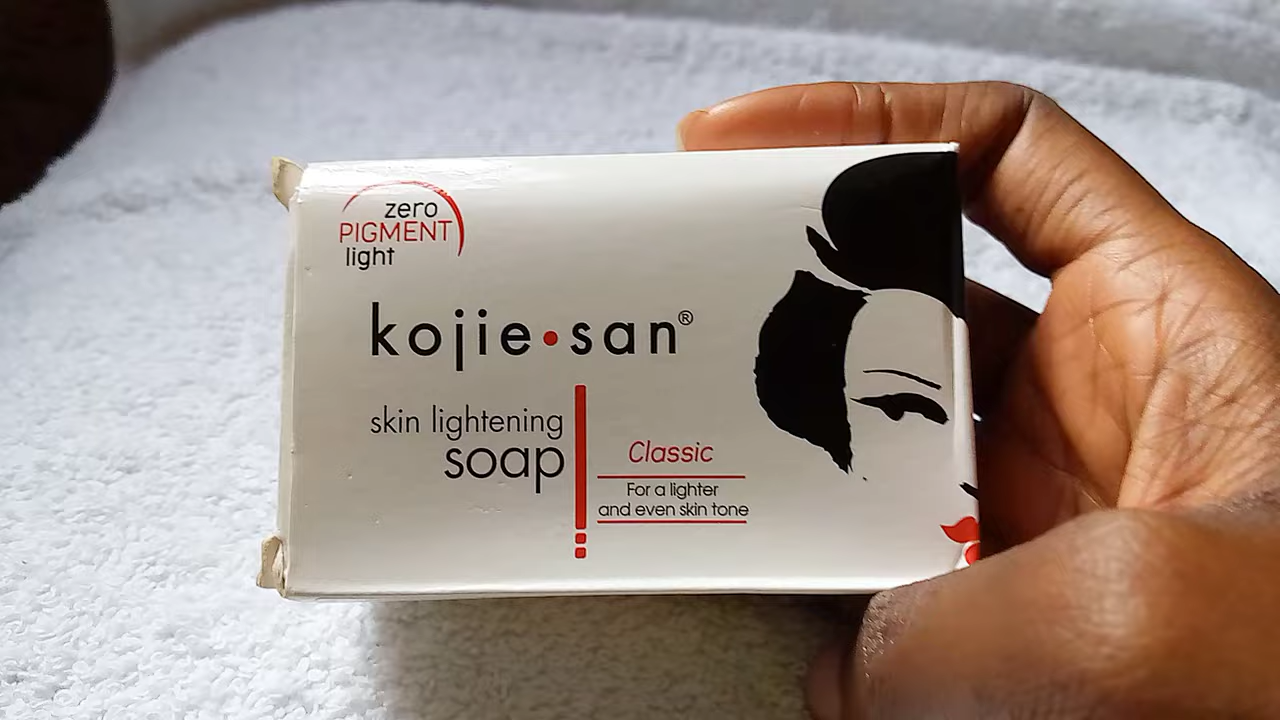 zero
PIGMENT
light
kojie•san®
skin lightening
soap
Classic
For a lighter
and even skin tone